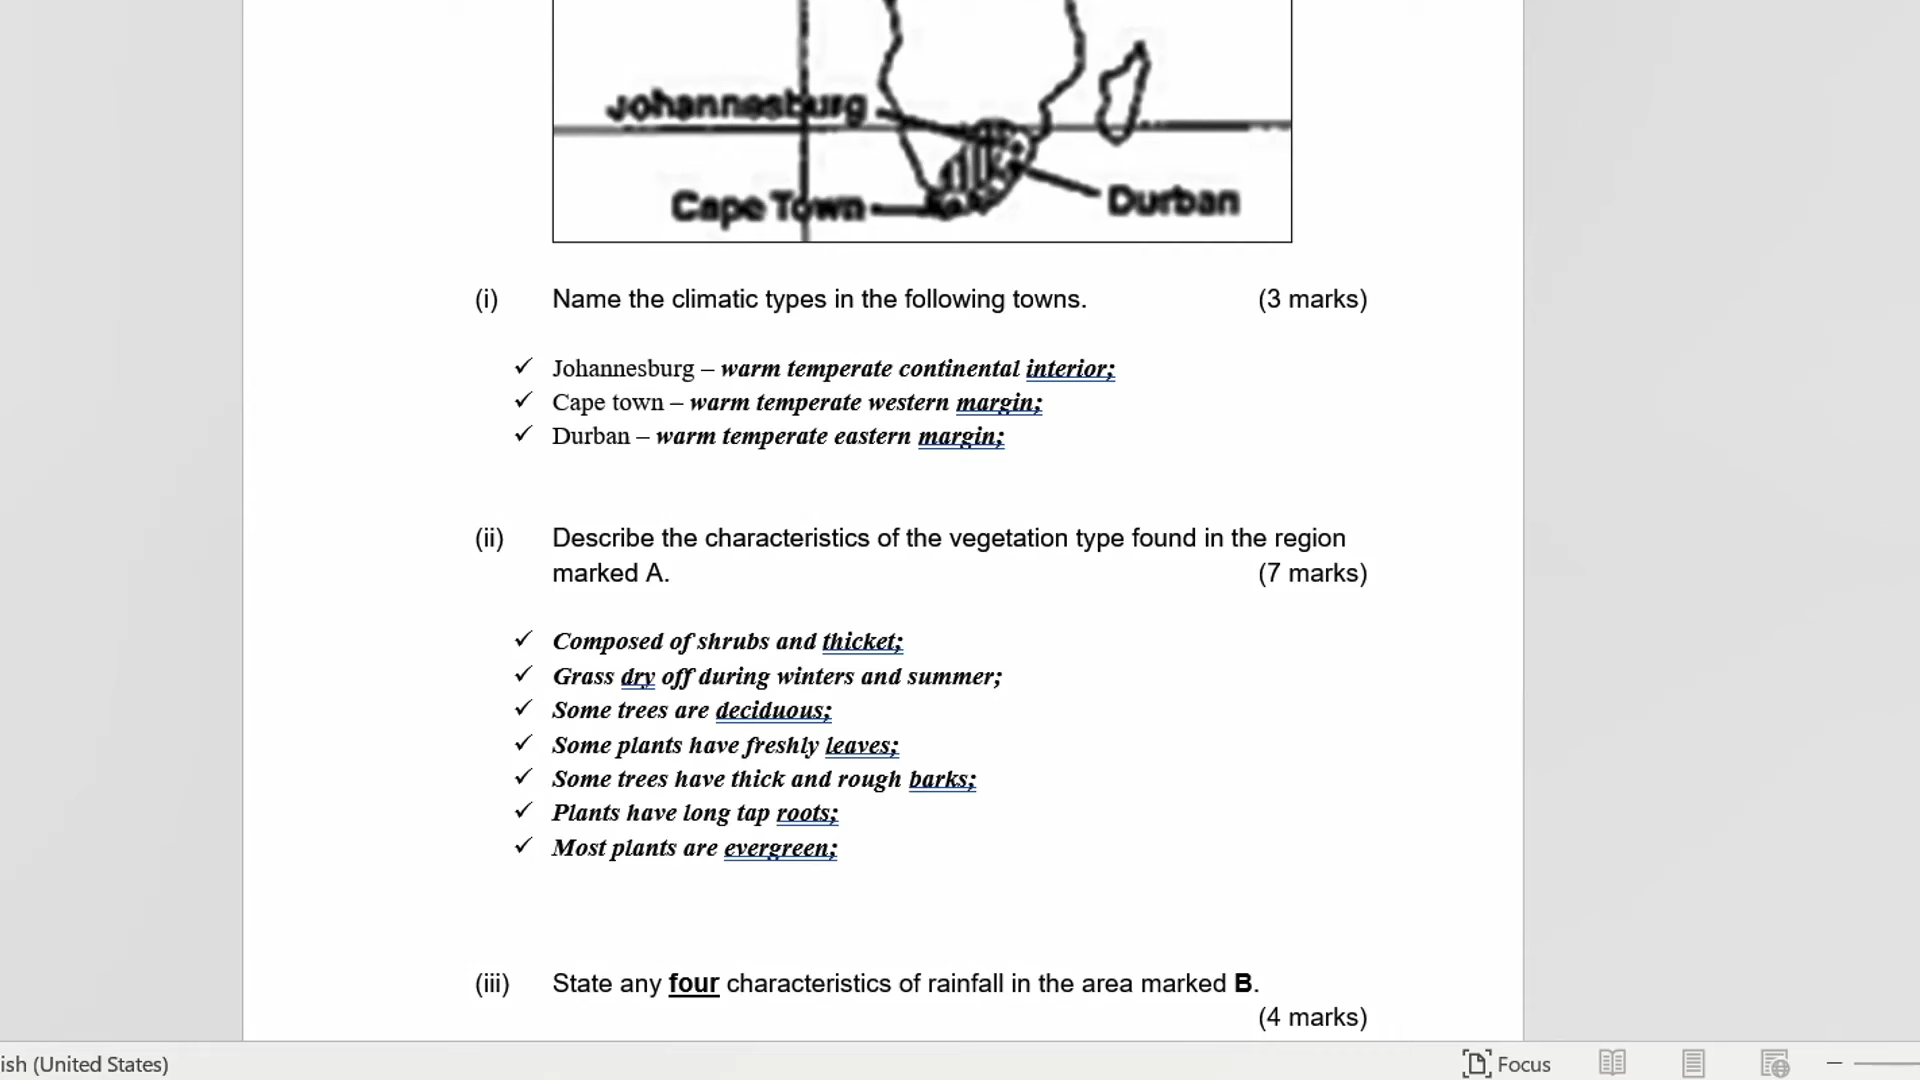 Johannesburg
Cape Town
Durban
(i) Name the climatic types in the following towns. (3 marks)
✓ Johannesburg – warm temperate continental interior;
✓ Cape town – warm temperate western margin;
✓ Durban – warm temperate eastern margin;
(ii) Describe the characteristics of the vegetation type found in the region
marked A. (7 marks)
✓ Composed of shrubs and thicket;
✓ Grass dry off during winters and summer;
✓ Some trees are deciduous;
✓ Some plants have freshly leaves;
✓ Some trees have thick and rough barks;
✓ Plants have long tap roots;
✓ Most plants are evergreen;
(iii) State any four characteristics of rainfall in the area marked B.
(4 marks)
ish (United States)
Focus